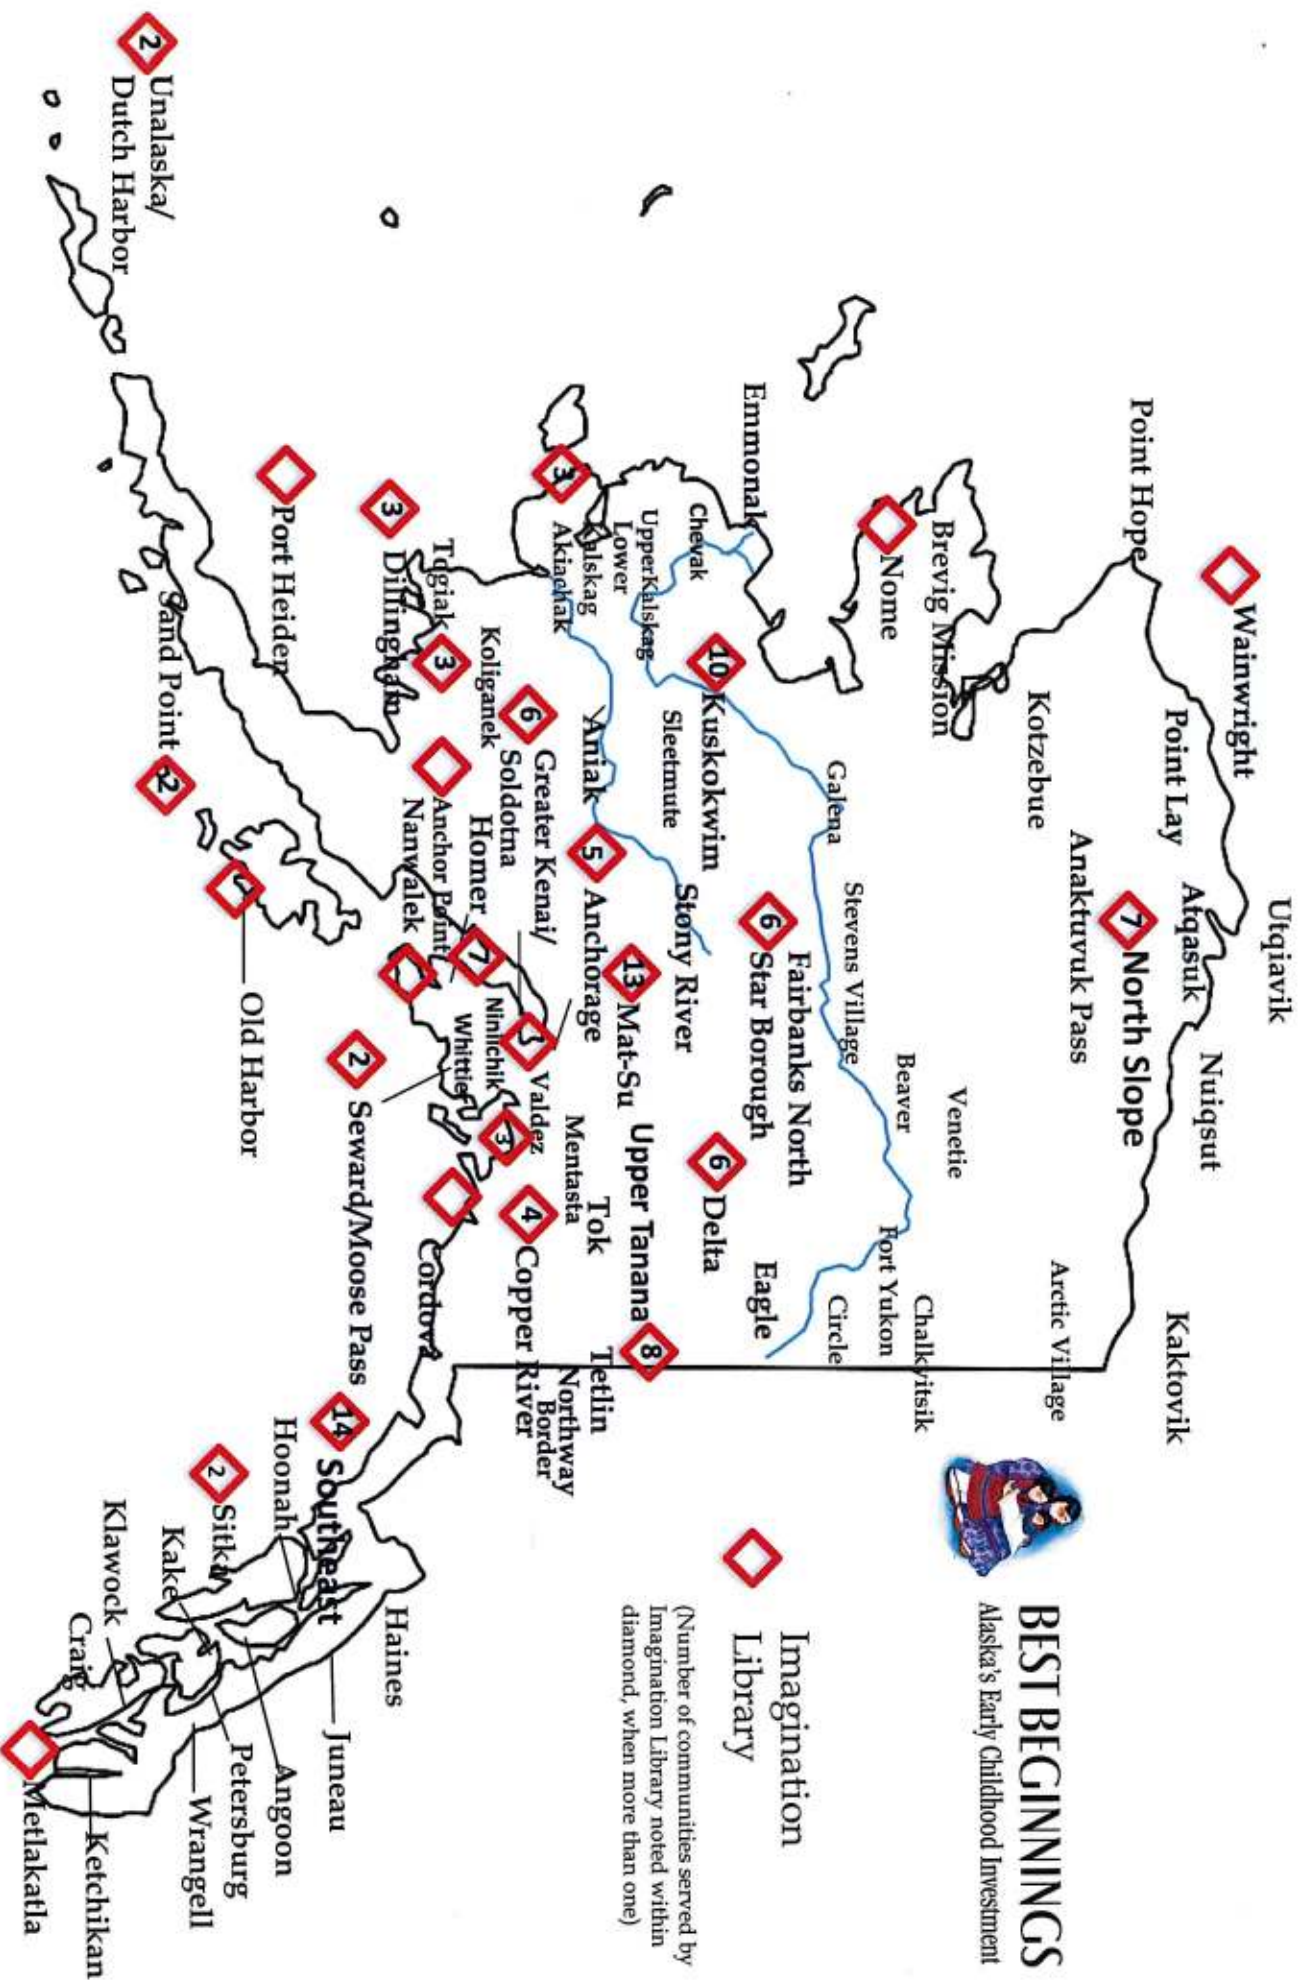 BEST BEGINNINGS
Alaska's Early Childhood Investment
Imagination
Library
(Number of communities served by
Imagination Library noted within
diamond, when more than one)
Utqiavik
Wainwright
Atqasuk
Nuiqsut
Kaktovik
Point Lay
Point Hope
7
North Slope
Anaktuvuk Pass
Arctic Village
Kotzebue
Brevig Mission
Venetie
Chalkyitsik
Beaver
Fort Yukon
Nome
Stevens Village
Circle
Galena
Fairbanks North
6
Star Borough
Emmonak
Eagle
10
Kuskokwim
6
Delta
Chevak
Stony River
Sleetmute
Upper Kalskag
Lower
Kalskag
Akiachak
8
Upper Tanana
13
Mat-Su
Tok
Tetlin
Mentasta
Northway
Border
Aniak
5
Anchorage
3
6
Greater Kenai/
Soldotna
3
Valdez
4
Copper River
3
Ninilchik
7
Homer
Whittier
Koliganek
3
Togiak
Anchor Point
Nanwalek
Cordova
3
Dillingham
2
Seward/Moose Pass
14
Southeast
Haines
Juneau
Port Heiden
Hoonah
Angoon
Old Harbor
2
Sitka
Petersburg
Sand Point
2
Kake
Wrangell
2
Unalaska/
Dutch Harbor
Klawock
Craig
Ketchikan
Metlakatla